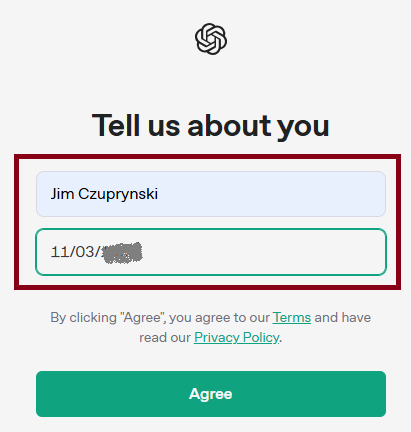 Tell us about you
Jim Czuprynski
11/03/
By clicking "Agree", you agree to our Terms and have
read our Privacy Policy.
Agree